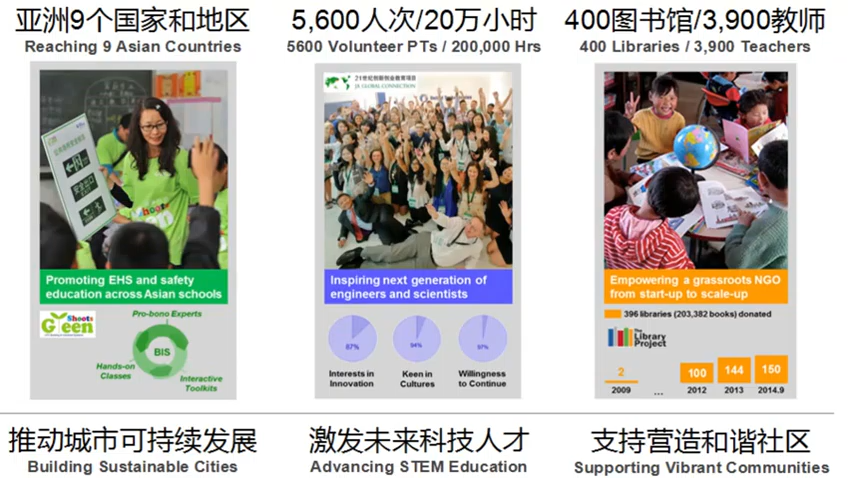 亚洲9个国家和地区
Reaching 9 Asian Countries
5,600人次/20万小时
5600 Volunteer PTs / 200,000 Hrs
400图书馆/3,900教师
400 Libraries / 3,900 Teachers
安全出口
Promoting EHS and safety
education across Asian schools
Green Shoots
Pro-bono Experts
BIS
Hands-on
Classes
Interactive
Toolkits
21世纪创新创业教育项目
JA GLOBAL CONNECTION
Inspiring next generation of
engineers and scientists
87%
94%
97%
Interests in
Innovation
Keen in
Cultures
Willingness
to Continue
Empowering a grassroots NGO
from start-up to scale-up
396 libraries (203,382 books) donated
The
Library
Project
2
100
144
150
2009
...
2012
2013
2014.9
推动城市可持续发展
Building Sustainable Cities
激发未来科技人才
Advancing STEM Education
支持营造和谐社区
Supporting Vibrant Communities